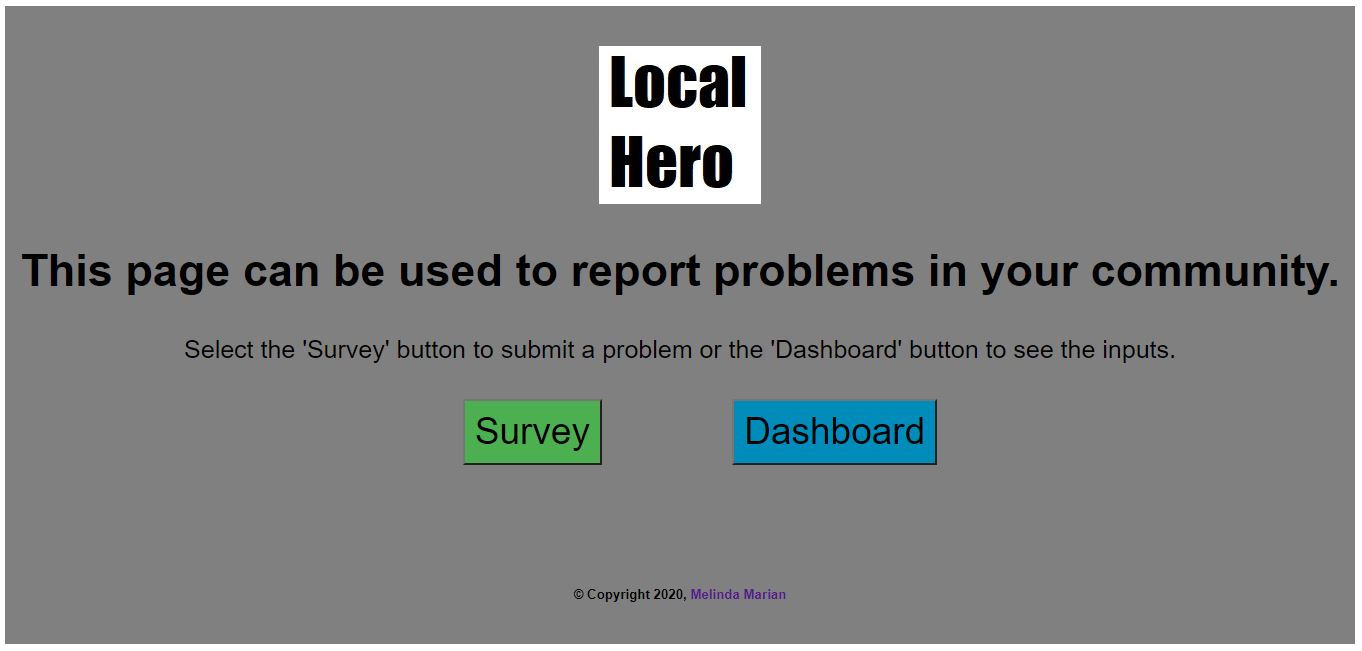 Local
Hero
This page can be used to report problems in your community.
Select the 'Survey' button to submit a problem or the 'Dashboard' button to see the inputs.
Survey Dashboard
© Copyright 2020, Melinda Marian